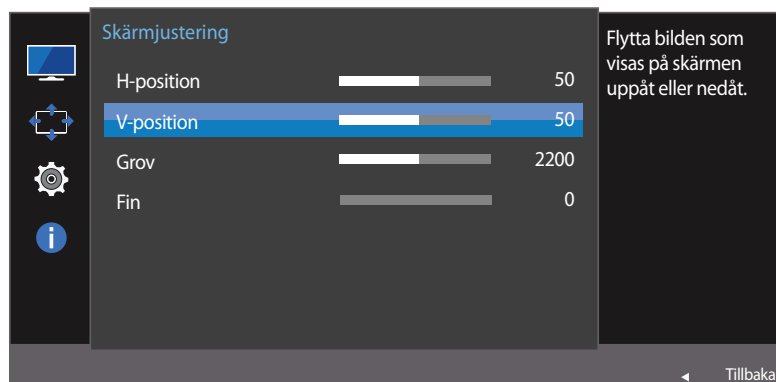 Skärmjustering
H-position 50
V-position 50
Grov 2200
Fin 0
Flytta bilden som
visas på skärmen
uppåt eller nedåt.
Tillbaka